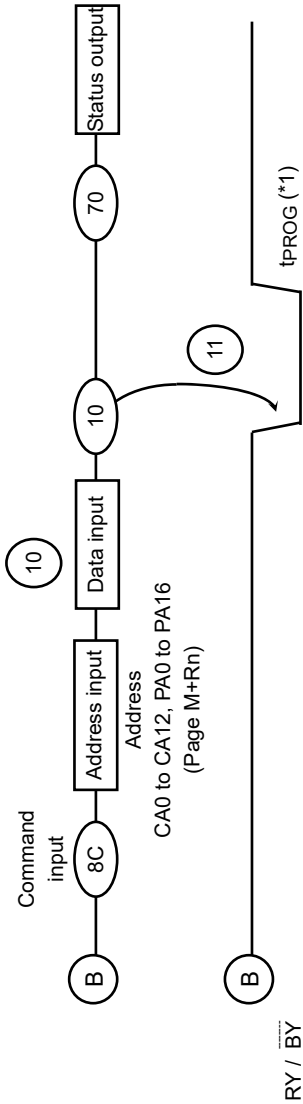 Command
input
10
B
8C
Address input
Data input
10
70
Status output
Address
CA0 to CA12, PA0 to PA16
(Page M+Rn)
11
B
tPROG (*1)
RY / BY